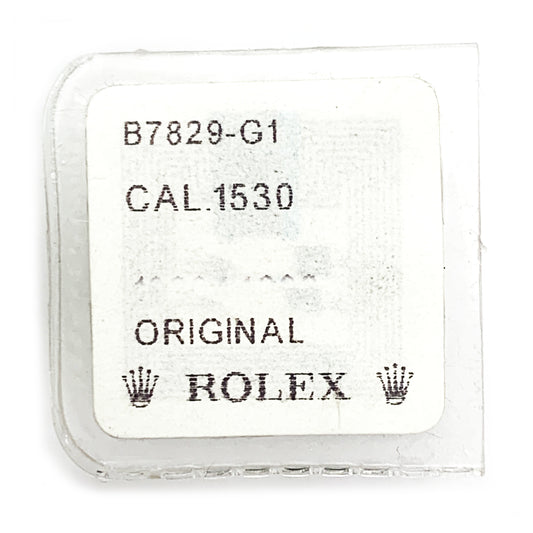 B7829-G1
CAL.1530
ORIGINAL
ROLEX